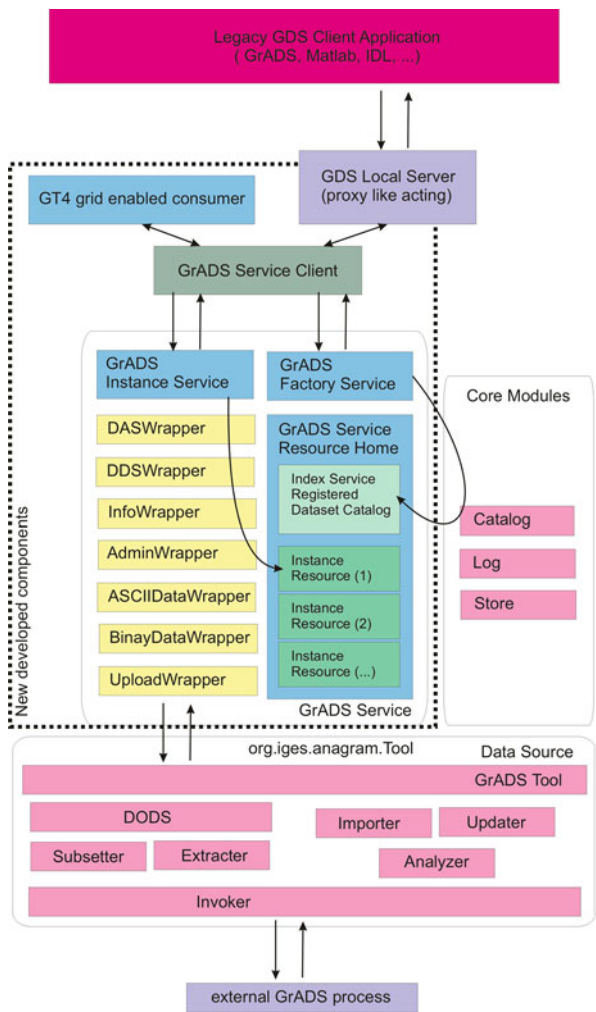 Legacy GDS Client Application
( GrADS, Matlab, IDL, ...)
GDS Local Server
(proxy like acting)
GT4 grid enabled consumer
GrADS Service Client
GrADS
Instance Service
GrADS
Factory Service
DASWrapper
DDSWrapper
InfoWrapper
AdminWrapper
ASCIIDataWrapper
BinayDataWrapper
UploadWrapper
GrADS Service
Resource Home
Index Service
Registered
Dataset Catalog
Instance
Resource (1)
Instance
Resource (2)
Instance
Resource (...)
GrADS Service
New developed components
Core Modules
Catalog
Log
Store
org.iges.anagram.Tool
Data Source
GrADS Tool
DODS
Importer
Updater
Subsetter
Extracter
Analyzer
Invoker
external GrADS process